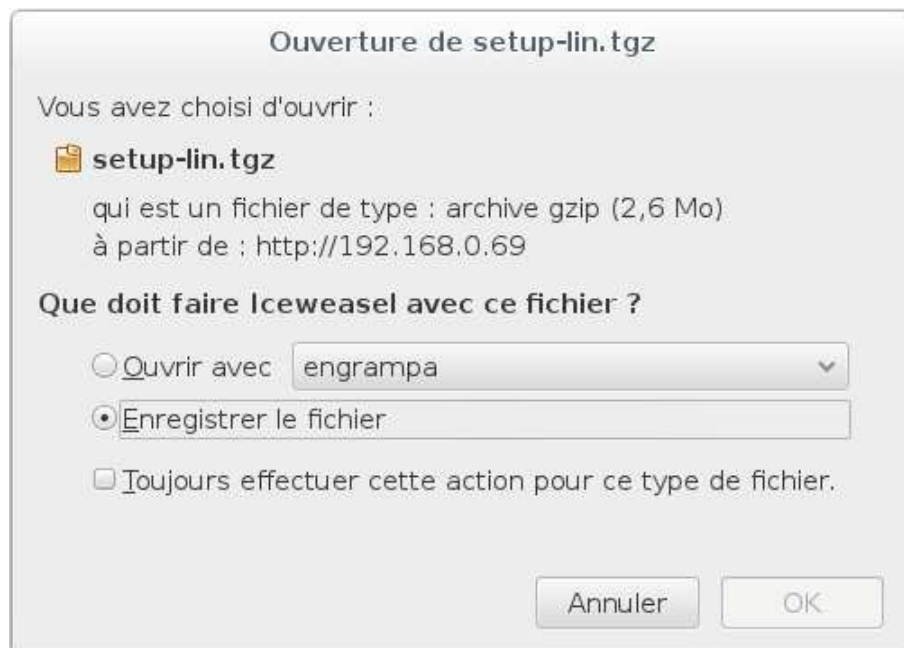 Ouverture de setup-lin.tgz
Vous avez choisi d'ouvrir :
setup-lin.tgz
qui est un fichier de type : archive gzip (2,6 Mo)
à partir de : http://192.168.0.69
Que doit faire Iceweasel avec ce fichier ?
Ouvrir avec engrampa
Enregistrer le fichier
Toujours effectuer cette action pour ce type de fichier.
Annuler OK